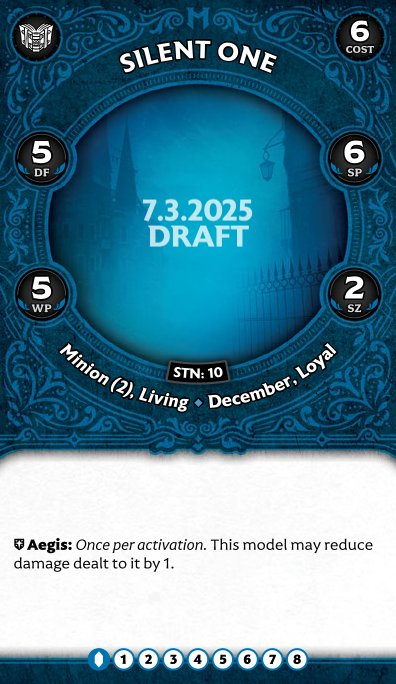 SILENT ONE
6
COST
5
DF
6
SP
7.3.2025
DRAFT
5
WP
2
SZ
STN: 10
Minion (2), Living ◆ December, Loyal
Aegis: Once per activation. This model may reduce
damage dealt to it by 1.
1 2 3 4 5 6 7 8